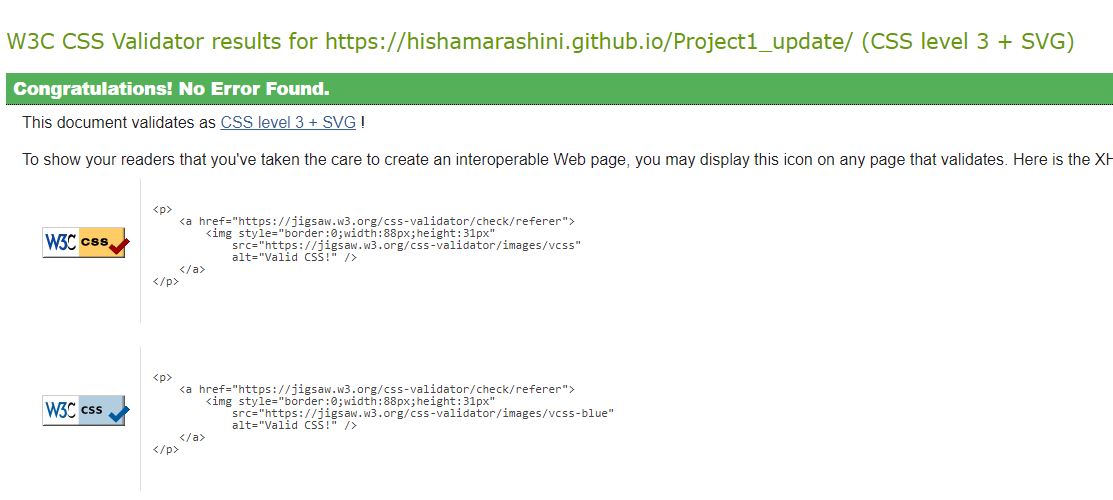 W3C CSS Validator results for https://hishamarashini.github.io/Project1_update/ (CSS level 3 + SVG)
Congratulations! No Error Found.
This document validates as CSS level 3 + SVG !
To show your readers that you've taken the care to create an interoperable Web page, you may display this icon on any page that validates. Here is the XH
<p>
<a href="https://jigsaw.w3.org/css-validator/check/referer">
<img style="border:0;width:88px;height:31px"
src="https://jigsaw.w3.org/css-validator/images/vcss"
alt="Valid CSS!" />
</a>
</p>
W3C css
<p>
<a href="https://jigsaw.w3.org/css-validator/check/referer">
<img style="border:0;width:88px;height:31px"
src="https://jigsaw.w3.org/css-validator/images/vcss-blue"
alt="Valid CSS!" />
</a>
</p>
W3C css